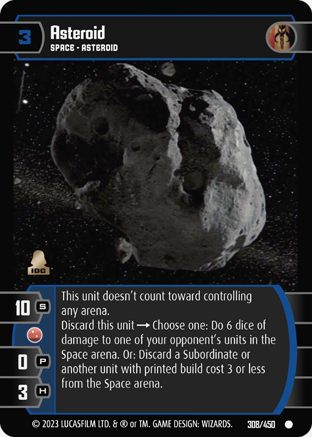 3
Asteroid
SPACE - ASTEROID
IDC
10 S
0 P
3 H
This unit doesn't count toward controlling
any arena.
Discard this unit → Choose one: Do 6 dice of
damage to one of your opponent's units in the
Space arena. Or: Discard a Subordinate or
another unit with printed build cost 3 or less
from the Space arena.
© 2023 LUCASFILM LTD. & ® or TM. GAME DESIGN: WIZARDS. 308/450